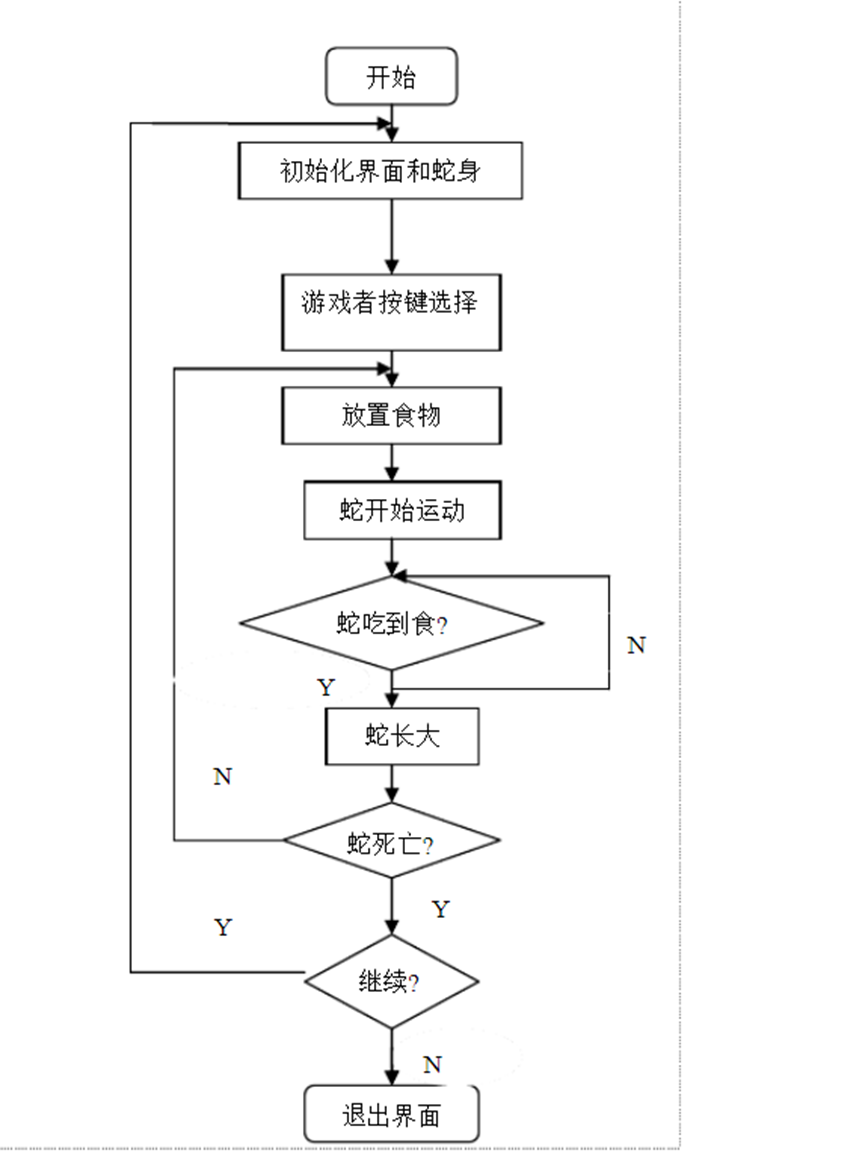 开始
初始化界面和蛇身
游戏者按键选择
放置食物
蛇开始运动
蛇吃到食?
N
Y
蛇长大
N
蛇死亡?
Y
Y
继续?
N
退出界面